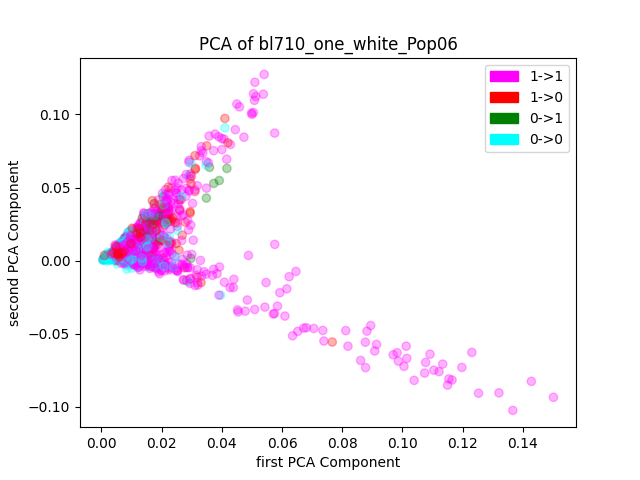 PCA of bl710_one_white_Pop06
1->1
1->0
0->1
0->0
second PCA Component
0.10
0.05
0.00
−0.05
−0.10
0.00 0.02 0.04 0.06 0.08 0.10 0.12 0.14
first PCA Component